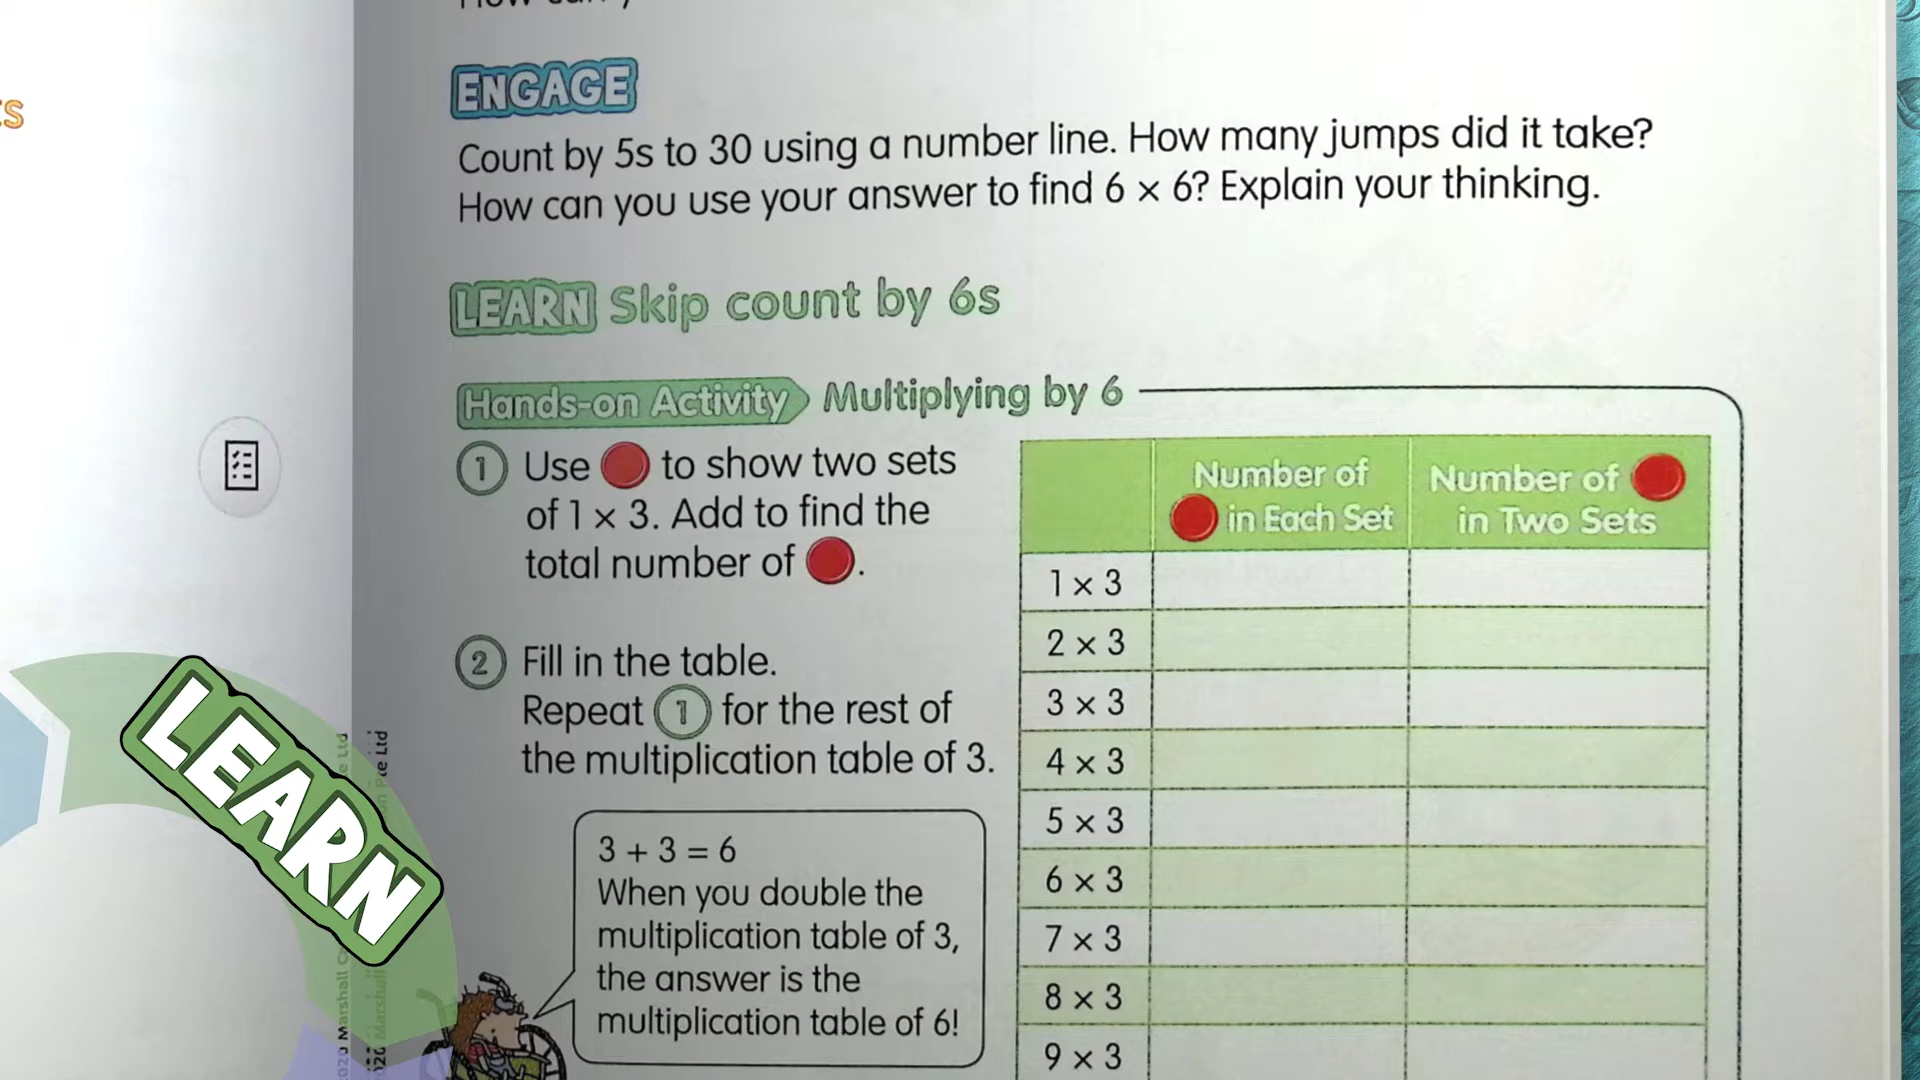 ENGAGE
Count by 5s to 30 using a number line. How many jumps did it take?
How can you use your answer to find 6 × 6? Explain your thinking.
LEARN Skip count by 6s
Hands-on Activity Multiplying by 6
1 Use to show two sets
of 1 × 3. Add to find the
total number of .
2 Fill in the table.
Repeat 1 for the rest of
the multiplication table of 3.
3 + 3 = 6
When you double the
multiplication table of 3,
the answer is the
multiplication table of 6!
Number of
in Each Set
Number of
in Two Sets
1 × 3
2 × 3
3 × 3
4 × 3
5 × 3
6 × 3
7 × 3
8 × 3
9 × 3
LEARN